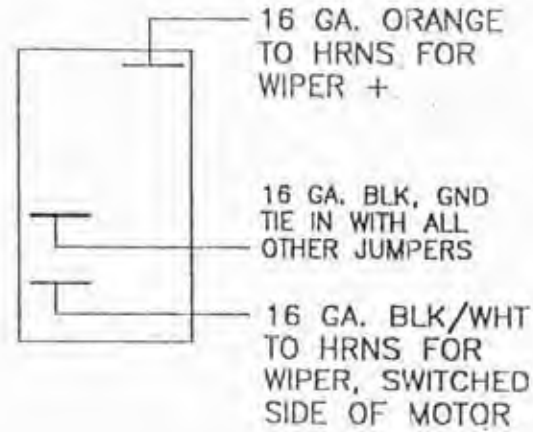 16 GA. ORANGE
TO HRNS FOR
WIPER +
16 GA. BLK, GND
TIE IN WITH ALL
OTHER JUMPERS
16 GA. BLK/WHT
TO HRNS FOR
WIPER, SWITCHED
SIDE OF MOTOR